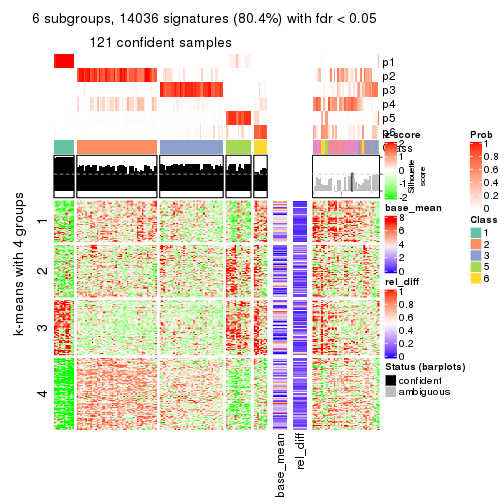 6 subgroups, 14036 signatures (80.4%) with fdr < 0.05
121 confident samples
p1
p2
p3
p4
p5
p6
Class
Silhouette
score
k-means with 4 groups
1
2
3
4
base_mean
rel_diff
z_score
2
1
0
-1
-2
base_mean
8
6
4
2
0
rel_diff
1
0.8
0.6
0.4
0.2
0
Status (barplots)
confident
ambiguous
Prob
1
0.8
0.6
0.4
0.2
0
Class
1
2
3
5
6